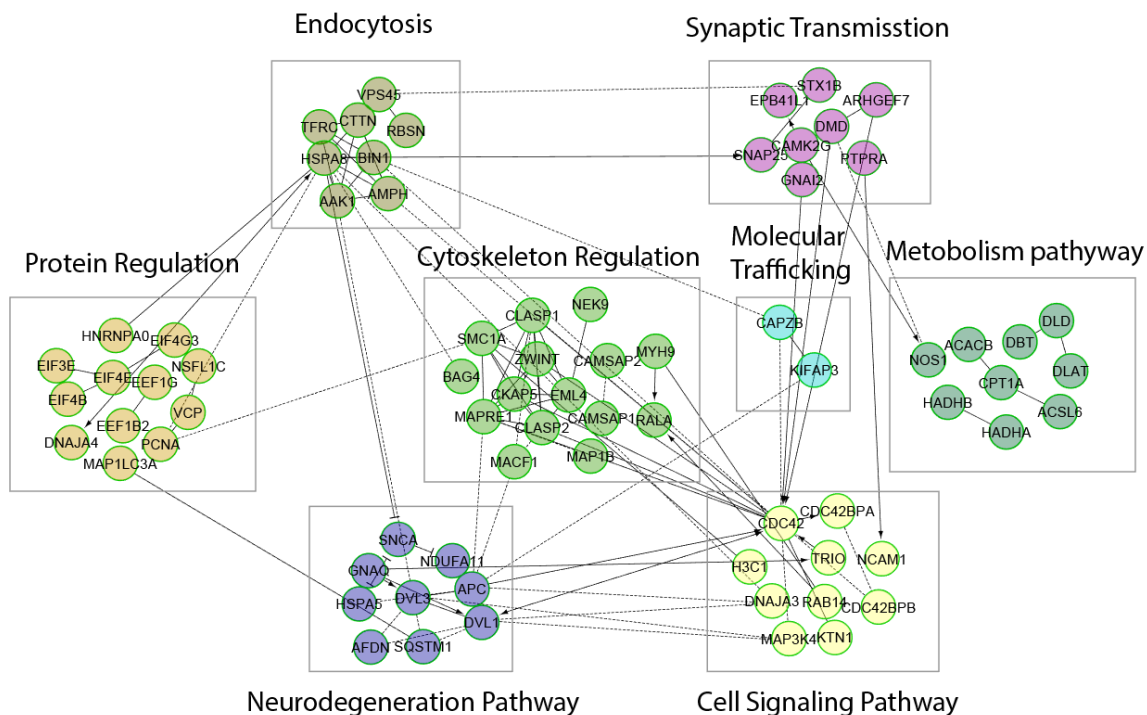 Endocytosis
Synaptic Transmisstion
VPS45
CTTN
TFRC
RBSN
HSPA8
BIN1
AAK1
AMPH
STX1B
EPB41L1
ARHGEF7
DMD
CAMK2G
SNAP25
PTPRA
GNAI2
Protein Regulation
Cytoskeleton Regulation
Molecular
Trafficking
Metobolism pathyway
HNRNPA0
EIF4G3
EIF3E
NSFL1C
EIF4E
EEF1G
EIF4B
VCP
EEF1B2
DNAJA4
PCNA
MAP1LC3A
NEK9
CLASP1
SMC1A
ZWINT
CAMSAP2
MYH9
BAG4
CKAP5
EML4
MAPRE1
CAMSAP1
RALA
CLASP2
MACF1
MAP1B
CAPZB
KIFAP3
DLD
ACACB
DBT
NOS1
DLAT
CPT1A
HADHB
ACSL6
HADHA
SNCA
NDUFA11
GNAQ
APC
HSPA5
DVL3
DVL1
AFDN
SQSTM1
CDC42BPA
CDC42
TRIO
NCAM1
H3C1
DNAJA3
RAB14
CDC42BPB
MAP3K4
KTN1
Neurodegeneration Pathway
Cell Signaling Pathway